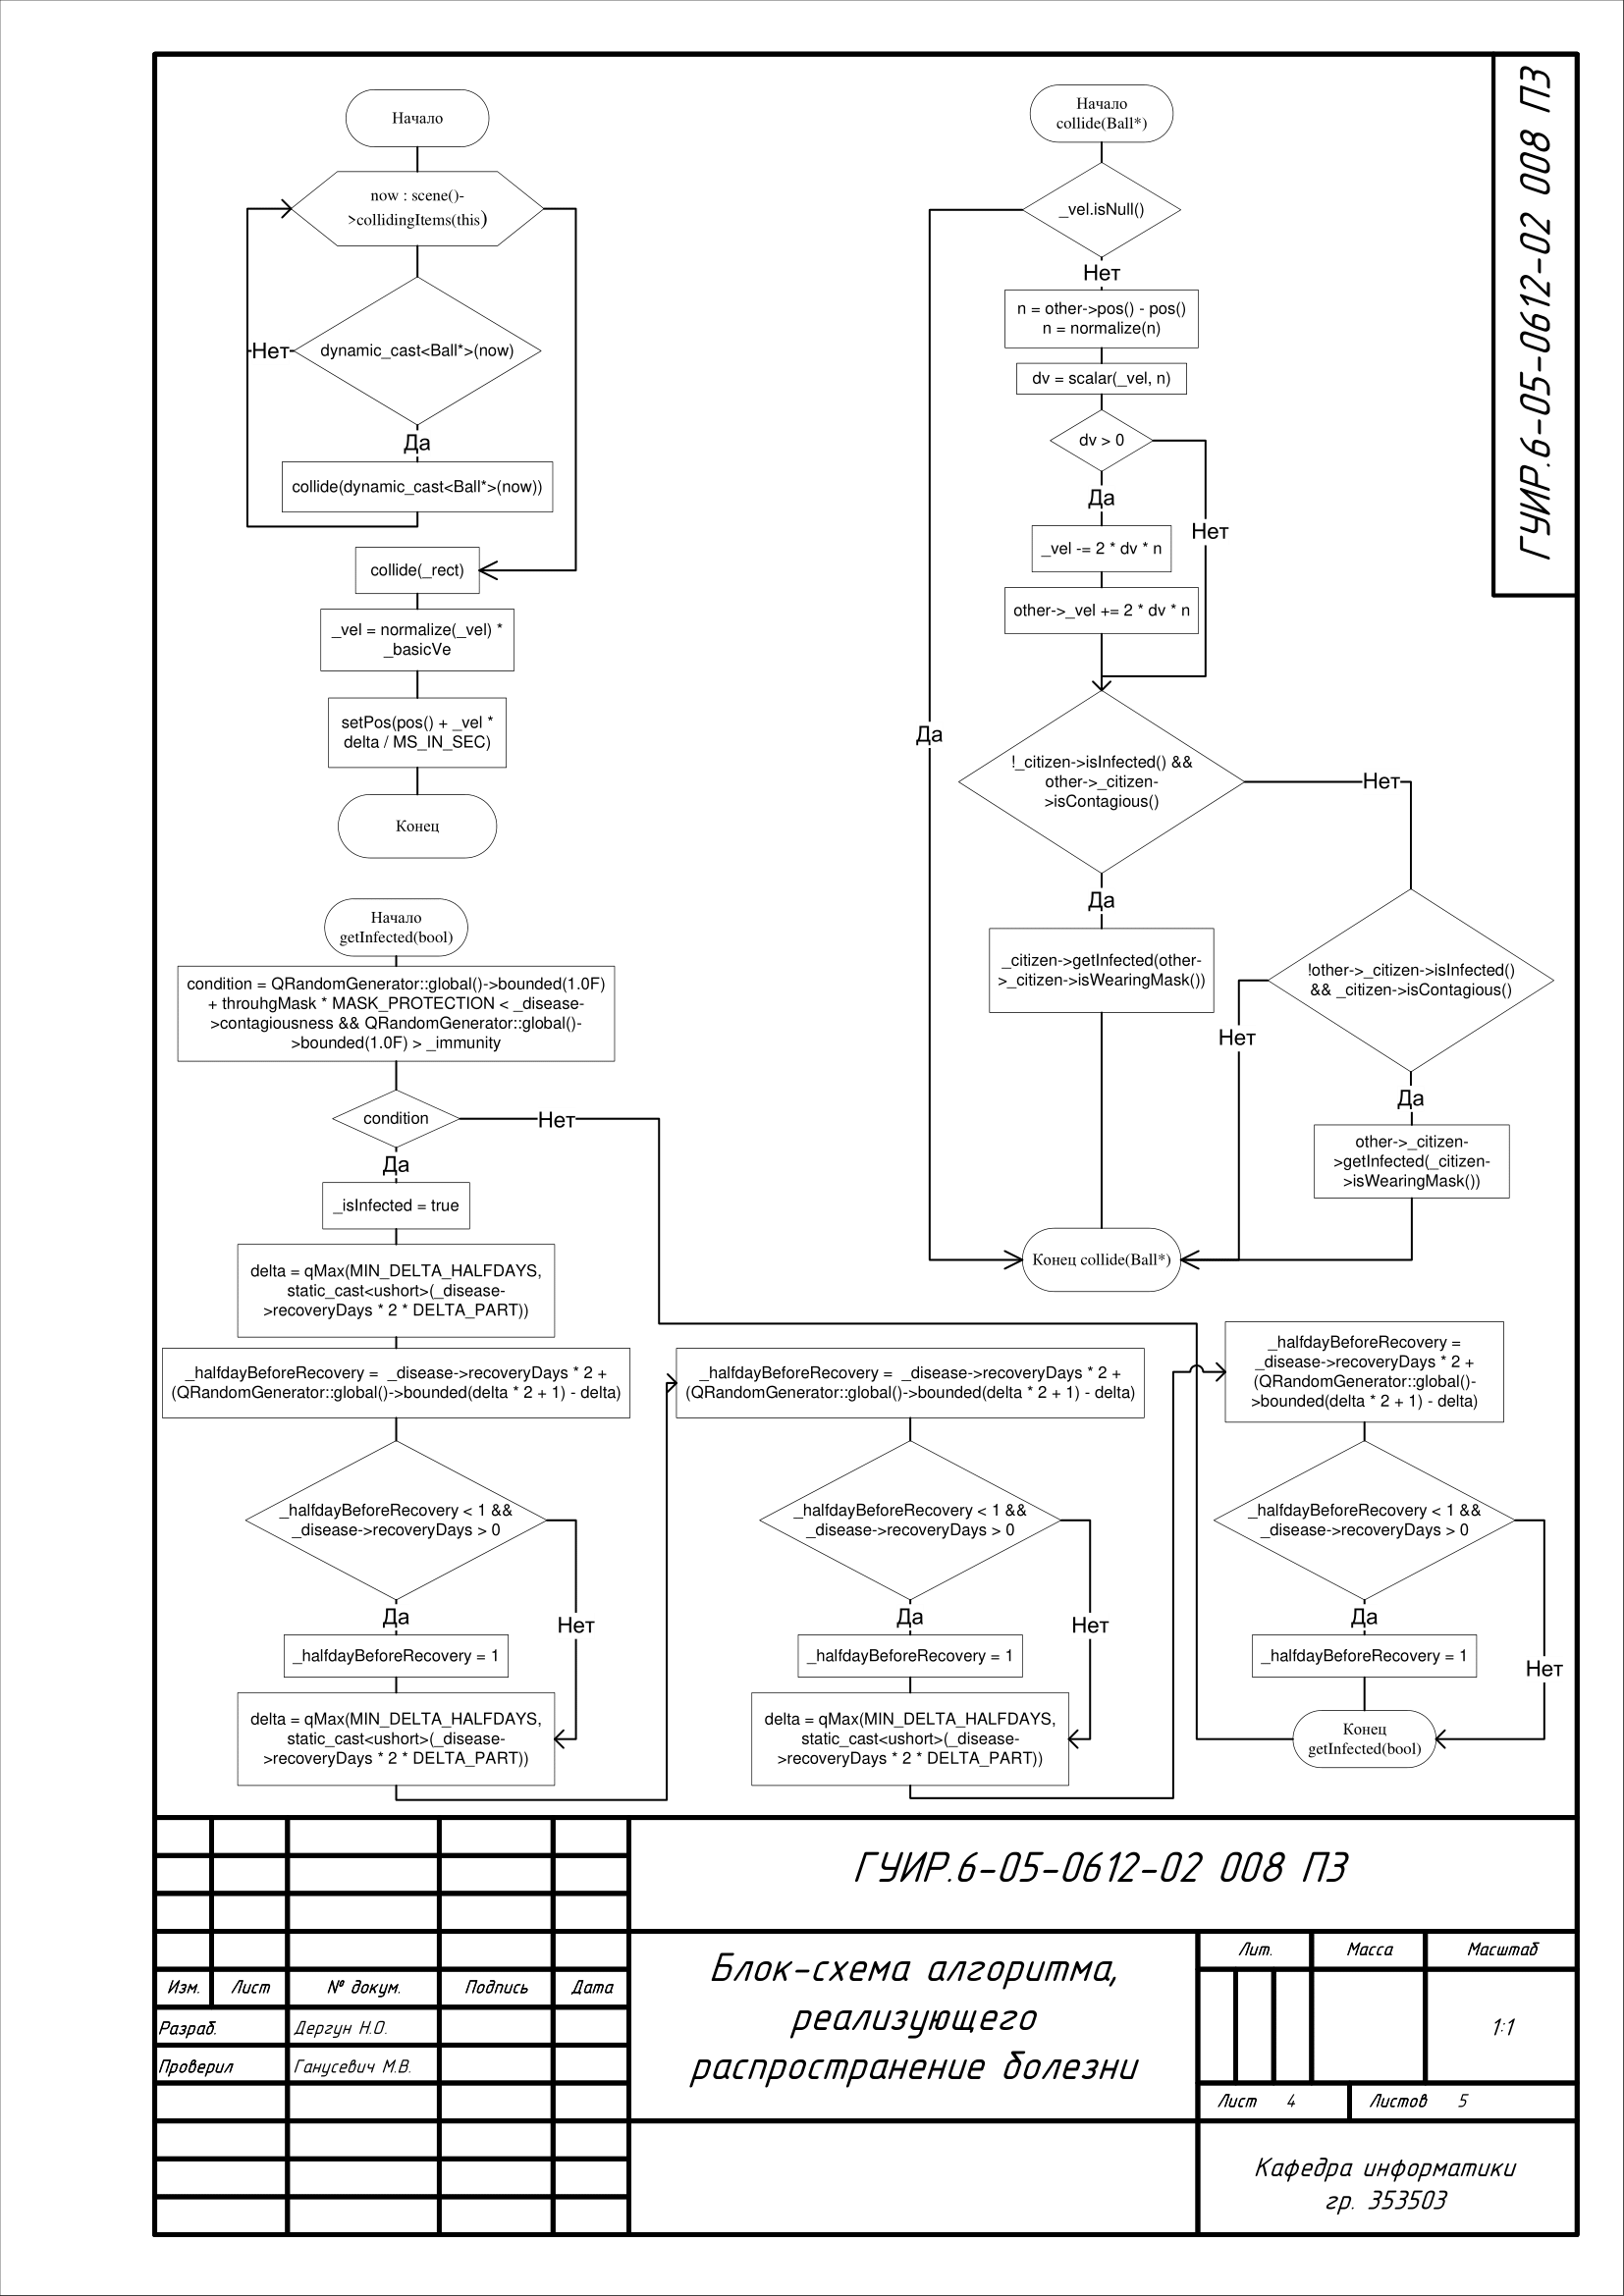 ГУИР.6-05-0612-02 008 ПЗ
Начало
now : scene()-
>collidingItems(this)
dynamic_cast<Ball*>(now)
Нет
Да
collide(dynamic_cast<Ball*>(now))
collide(_rect)
_vel = normalize(_vel) *
_basicVe
setPos(pos() + _vel *
delta / MS_IN_SEC)
Конец
Начало
collide(Ball*)
_vel.isNull()
Нет
n = other->pos() - pos()
n = normalize(n)
dv = scalar(_vel, n)
dv > 0
Да
Нет
_vel -= 2 * dv * n
other->_vel += 2 * dv * n
Да
!_citizen->isInfected() &&
other->_citizen-
>isContagious()
Нет
Да
_citizen->getInfected(other-
>_citizen->isWearingMask())
!other->_citizen->isInfected()
&& _citizen->isContagious()
Нет
Да
other->_citizen-
>getInfected(_citizen-
>isWearingMask())
Конец collide(Ball*)
Начало
getInfected(bool)
condition = QRandomGenerator::global()->bounded(1.0F)
+ throuhgMask * MASK_PROTECTION < _disease-
>contagiousness && QRandomGenerator::global()-
>bounded(1.0F) > _immunity
condition
Нет
Да
_isInfected = true
delta = qMax(MIN_DELTA_HALFDAYS,
static_cast<ushort>(_disease-
>recoveryDays * 2 * DELTA_PART))
_halfdayBeforeRecovery = _disease->recoveryDays * 2 +
(QRandomGenerator::global()->bounded(delta * 2 + 1) - delta)
_halfdayBeforeRecovery < 1 &&
_disease->recoveryDays > 0
Да
Нет
_halfdayBeforeRecovery = 1
delta = qMax(MIN_DELTA_HALFDAYS,
static_cast<ushort>(_disease-
>recoveryDays * 2 * DELTA_PART))
_halfdayBeforeRecovery = _disease->recoveryDays * 2 +
(QRandomGenerator::global()->bounded(delta * 2 + 1) - delta)
_halfdayBeforeRecovery < 1 &&
_disease->recoveryDays > 0
Да
Нет
_halfdayBeforeRecovery = 1
delta = qMax(MIN_DELTA_HALFDAYS,
static_cast<ushort>(_disease-
>recoveryDays * 2 * DELTA_PART))
_halfdayBeforeRecovery =
_disease->recoveryDays * 2 +
(QRandomGenerator::global()-
>bounded(delta * 2 + 1) - delta)
_halfdayBeforeRecovery < 1 &&
_disease->recoveryDays > 0
Да
Нет
_halfdayBeforeRecovery = 1
Конец
getInfected(bool)
ГУИР.6-05-0612-02 008 ПЗ
Изм. Лист № докум. Подпись Дата
Разраб. Дергун Н.О.
Проверил Ганусевич М.В.
Блок-схема алгоритма,
реализующего
распространение болезни
Лит. Масса Масштаб
1:1
Лист 4 Листов 5
Кафедра информатики
гр. 353503